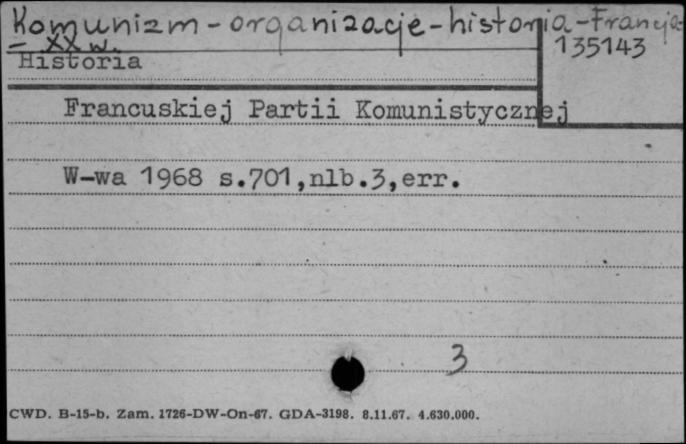 Komunizm - organizacje - historia - Francja -
- XX w.
135143
Historia
Francuskiej Partii Komunistycznej
W-wa 1968 s.701,nlb.3,err.
3
CWD. B-15-b. Zam. 1726-DW-On-67. GDA-3198. 8.11.67. 4.630.000.